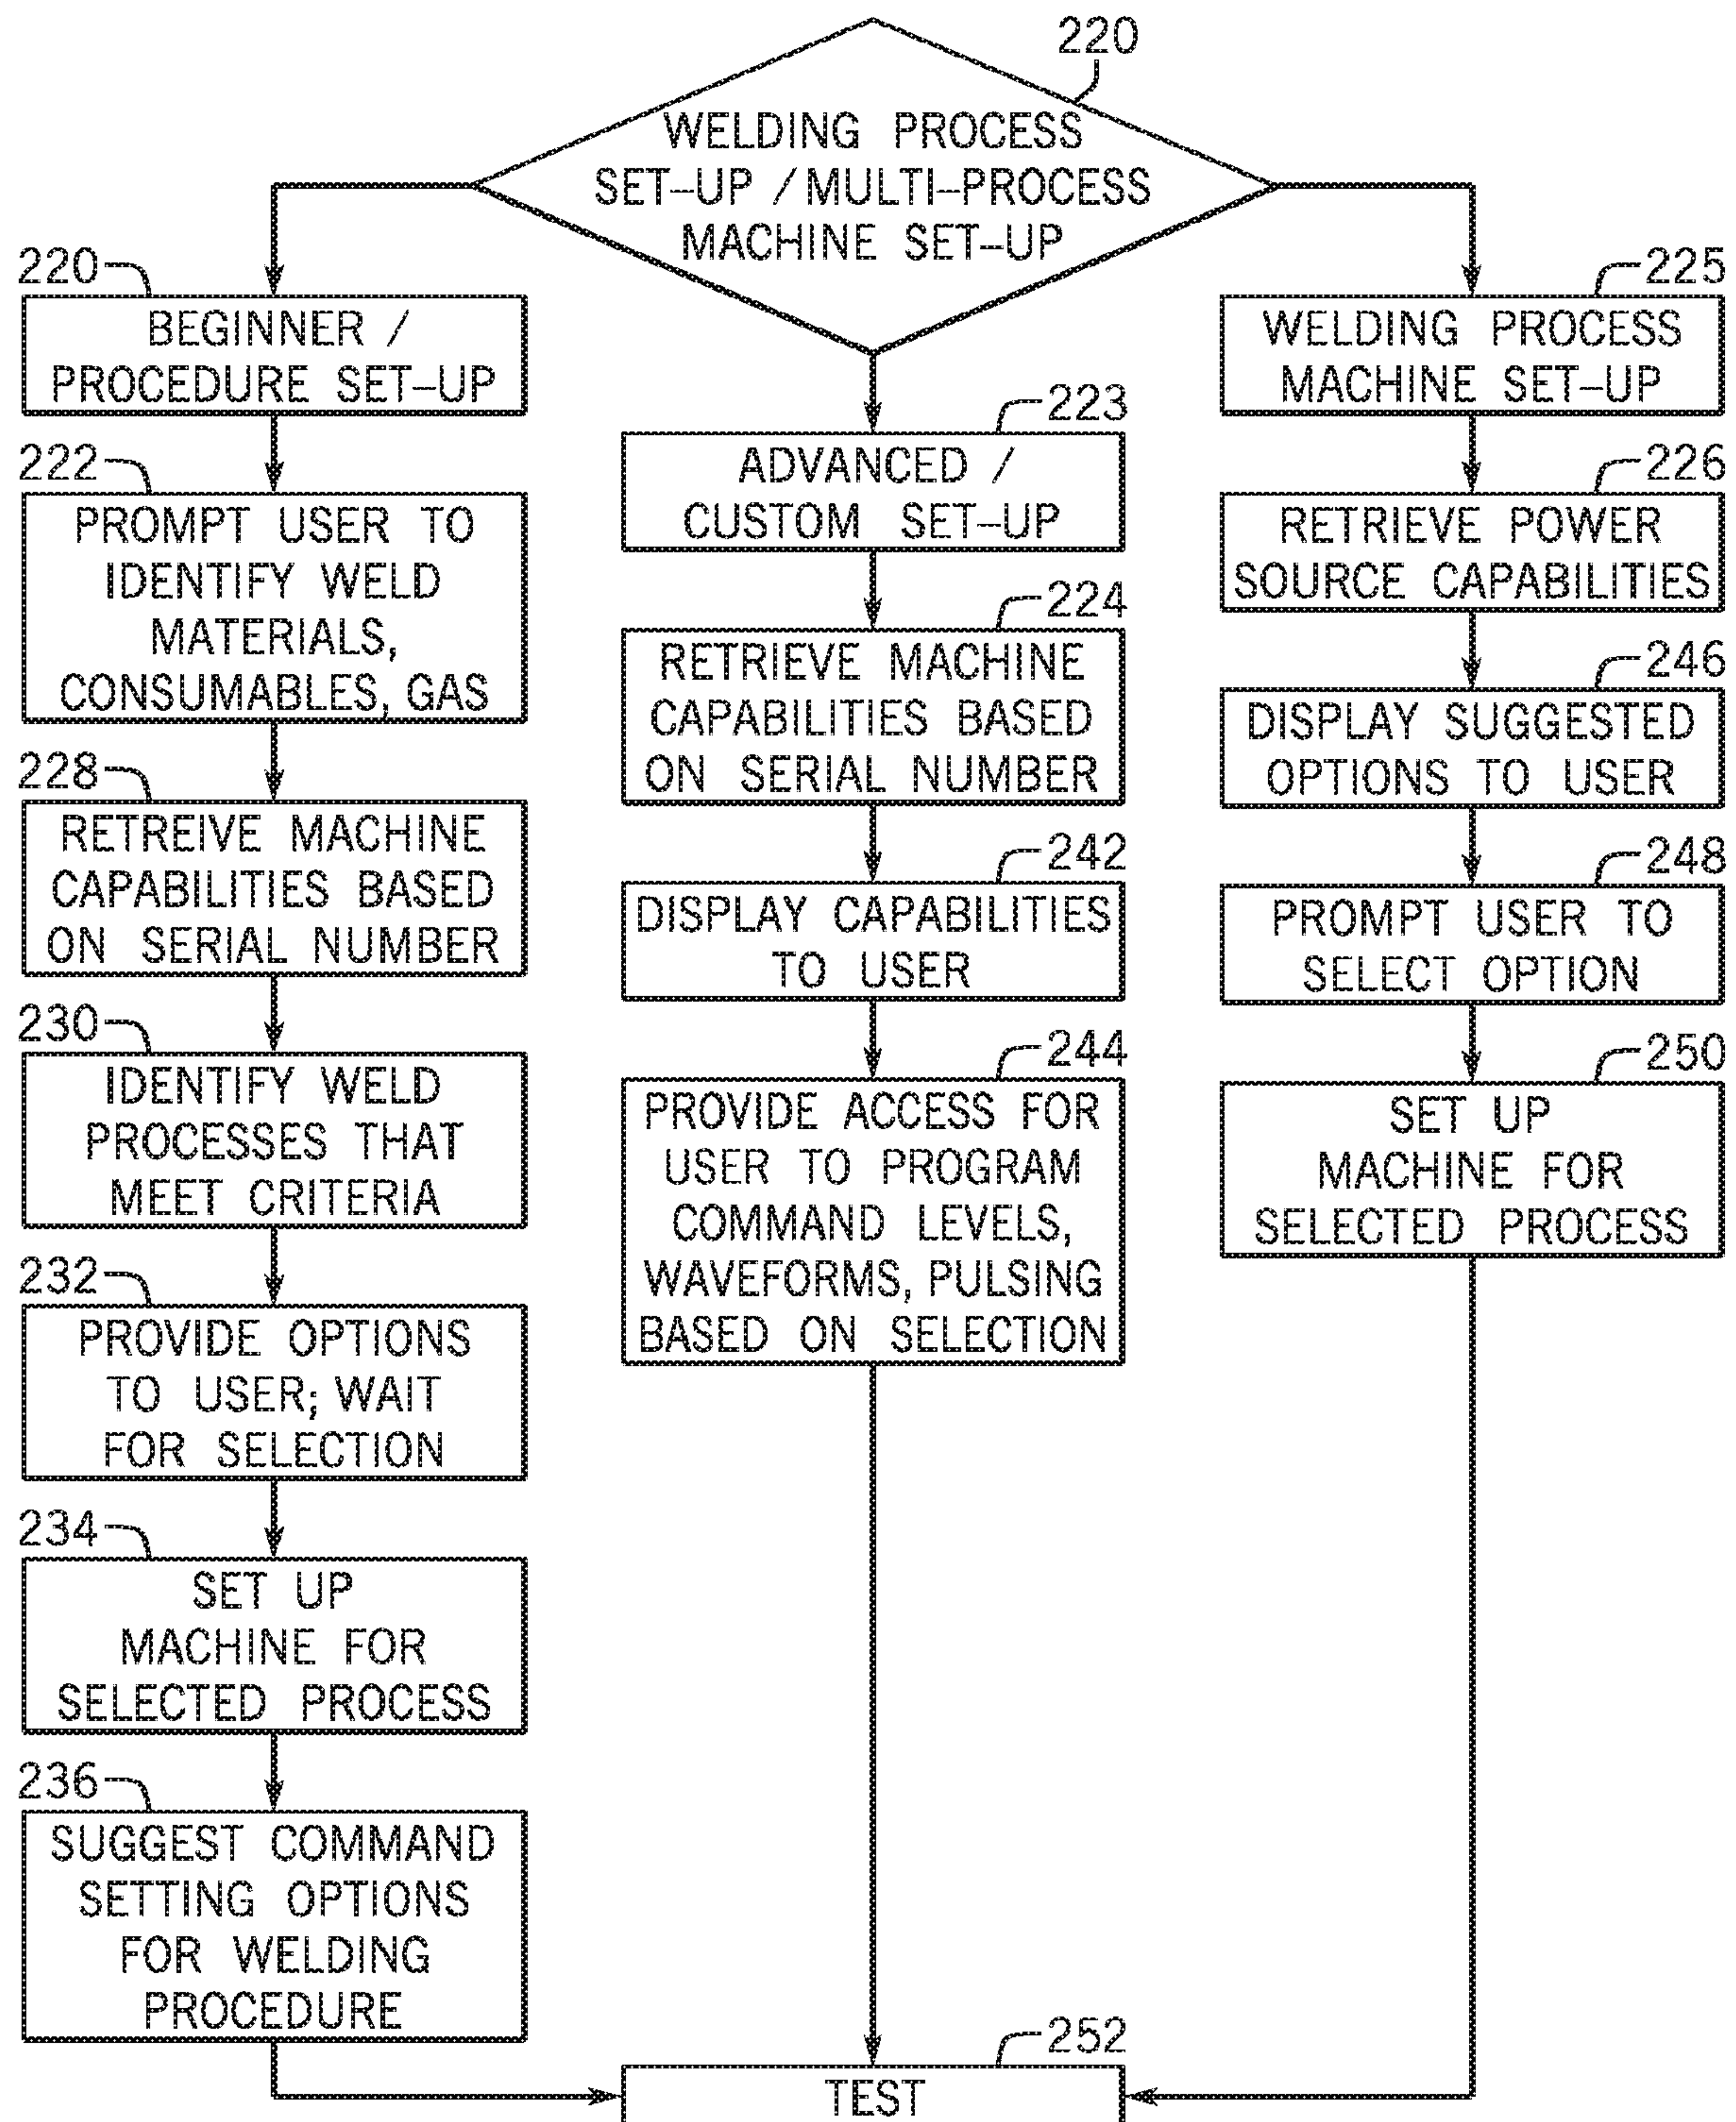 220
WELDING PROCESS
SET-UP / MULTI-PROCESS
MACHINE SET-UP
220
BEGINNER /
PROCEDURE SET-UP
222
PROMPT USER TO
IDENTIFY WELD
MATERIALS,
CONSUMABLES, GAS
228
RETREIVE MACHINE
CAPABILITIES BASED
ON SERIAL NUMBER
230
IDENTIFY WELD
PROCESSES THAT
MEET CRITERIA
232
PROVIDE OPTIONS
TO USER; WAIT
FOR SELECTION
234
SET UP
MACHINE FOR
SELECTED PROCESS
236
SUGGEST COMMAND
SETTING OPTIONS
FOR WELDING
PROCEDURE
223
ADVANCED /
CUSTOM SET-UP
224
RETRIEVE MACHINE
CAPABILITIES BASED
ON SERIAL NUMBER
242
DISPLAY CAPABILITIES
TO USER
244
PROVIDE ACCESS FOR
USER TO PROGRAM
COMMAND LEVELS,
WAVEFORMS, PULSING
BASED ON SELECTION
225
WELDING PROCESS
MACHINE SET-UP
226
RETRIEVE POWER
SOURCE CAPABILITIES
246
DISPLAY SUGGESTED
OPTIONS TO USER
248
PROMPT USER TO
SELECT OPTION
250
SET UP
MACHINE FOR
SELECTED PROCESS
252
TEST